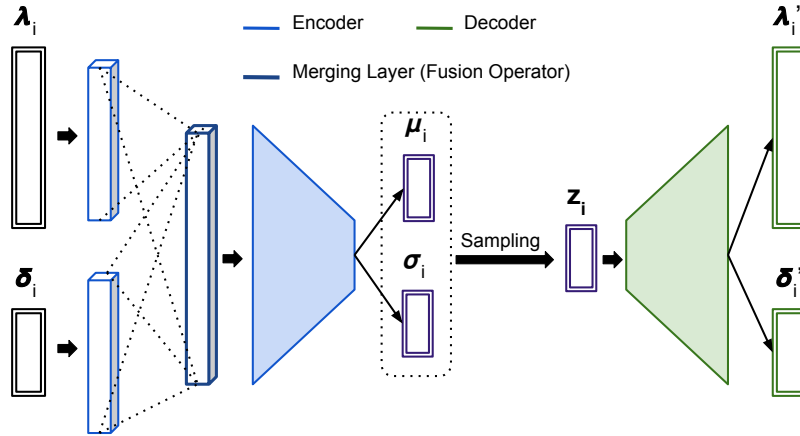 λi
Encoder
Decoder
λi'
Merging Layer (Fusion Operator)
μi
zi
Sampling
σi
δi
δi'